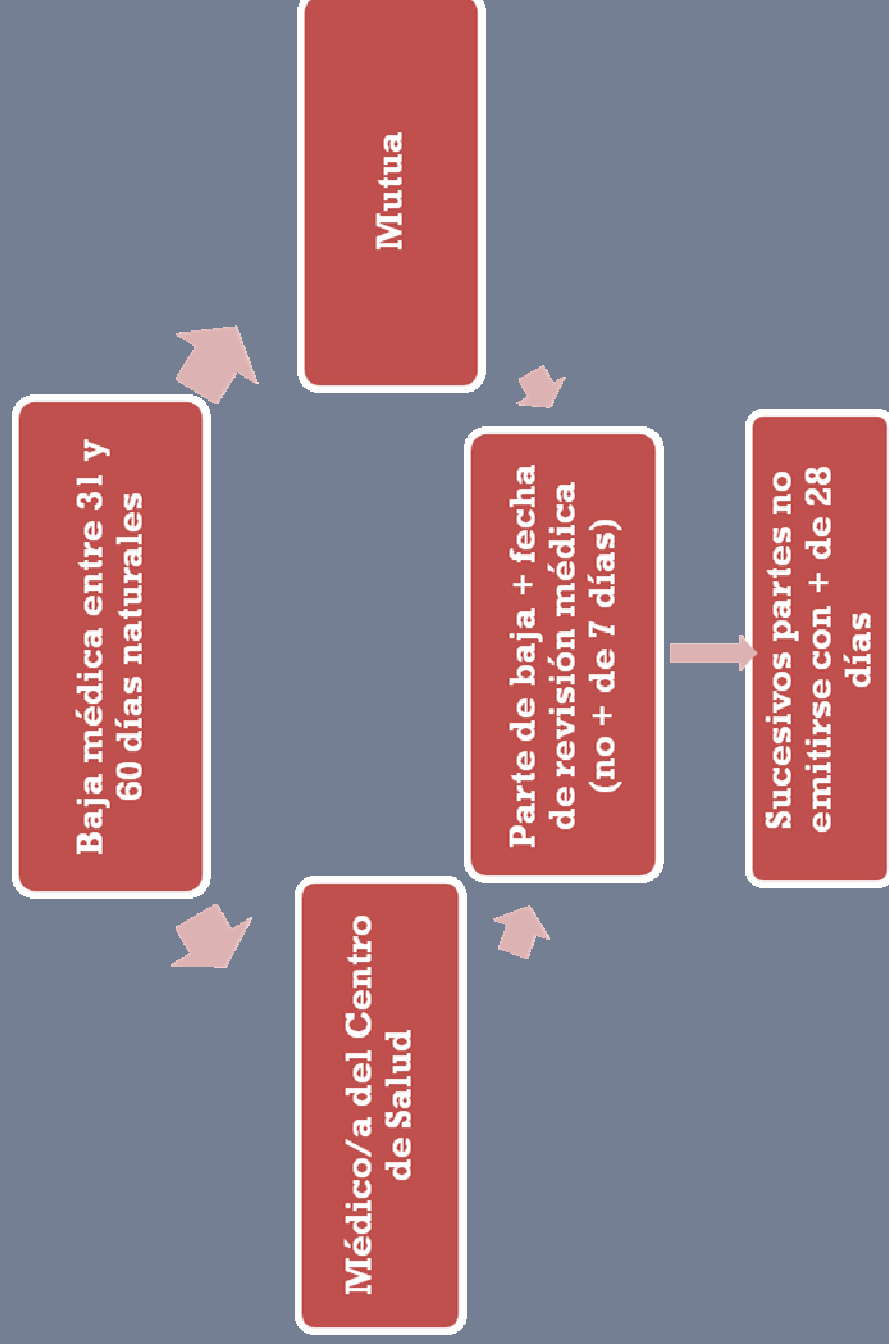 Baja médica entre 31 y
60 días naturales
Médico/a del Centro
de Salud
Mutua
Parte de baja + fecha
de revisión médica
(no + de 7 días)
Sucesivos partes no
emitirse con + de 28
días